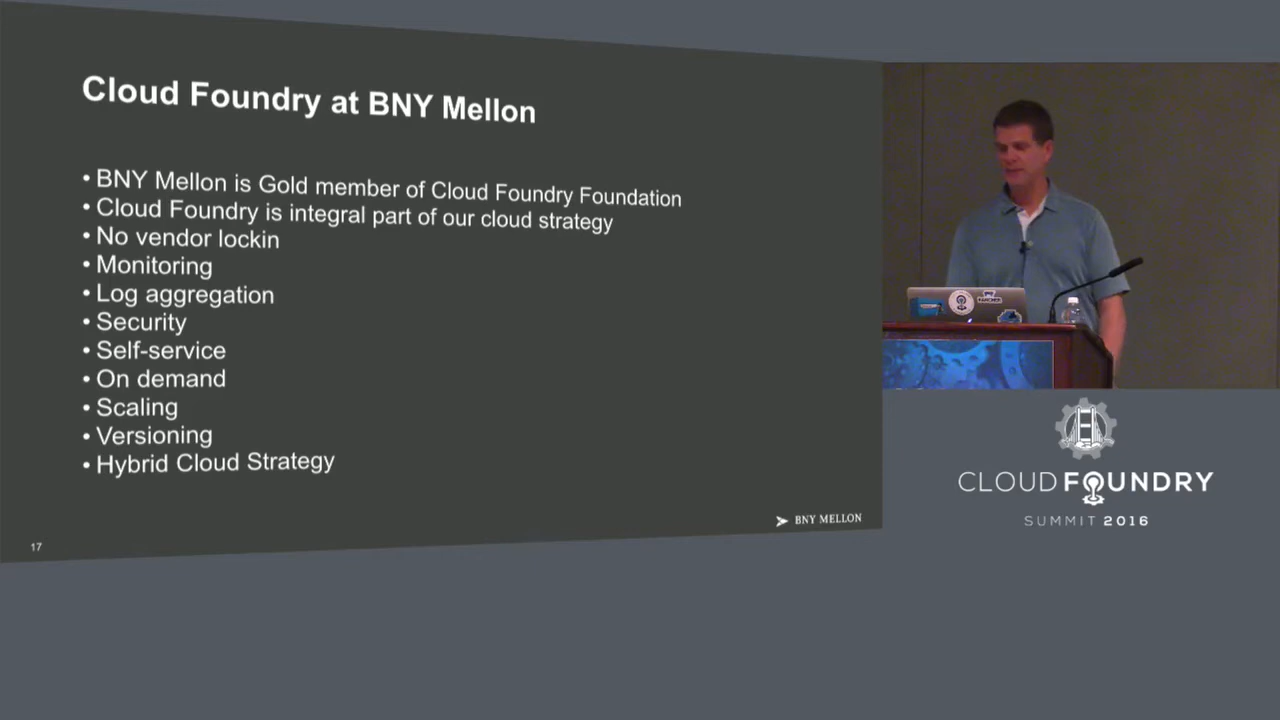 Cloud Foundry at BNY Mellon
• BNY Mellon is Gold member of Cloud Foundry Foundation
• Cloud Foundry is integral part of our cloud strategy
• No vendor lockin
• Monitoring
• Log aggregation
• Security
• Self-service
• On demand
• Scaling
• Versioning
• Hybrid Cloud Strategy
BNY MELLON
17
CLOUD FOUNDRY
SUMMIT 2016